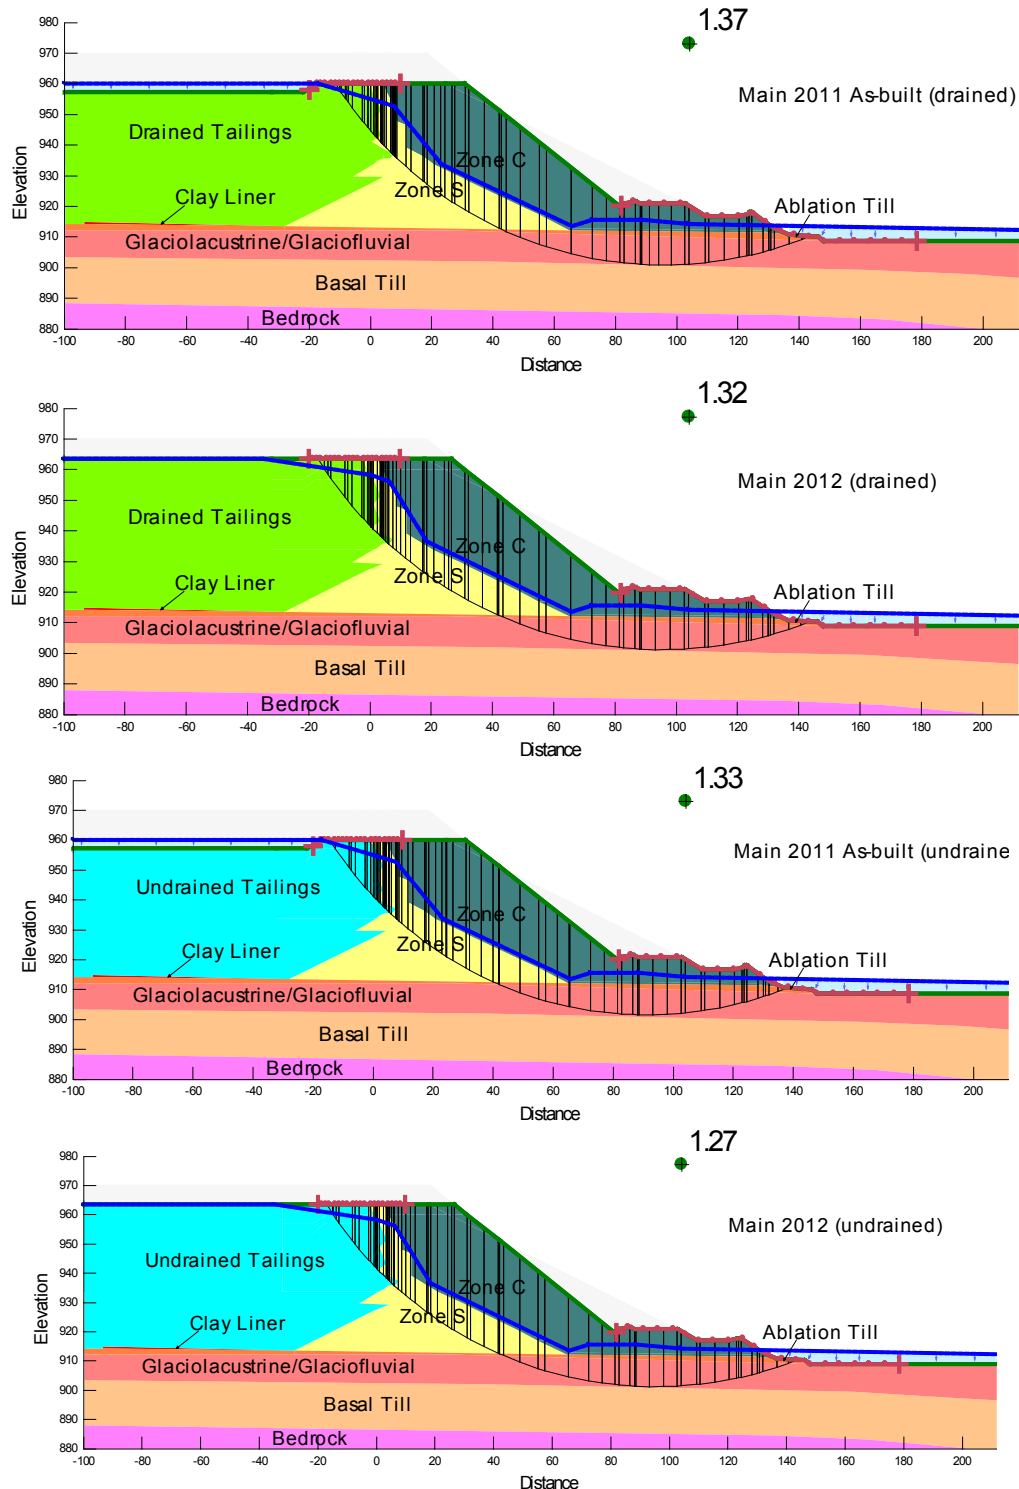 1.37
Main 2011 As-built (drained)
Elevation
980
970
960
950
940
930
920
910
900
890
880
Drained Tailings
Zone C
Zone S
Clay Liner
Ablation Till
Glaciolacustrine/Glaciofluvial
Basal Till
Bedrock
-100 -80 -60 -40 -20 0 20 40 60 80 100 120 140 160 180 200
Distance
1.32
Main 2012 (drained)
Elevation
980
970
960
950
940
930
920
910
900
890
880
Drained Tailings
Zone C
Zone S
Clay Liner
Ablation Till
Glaciolacustrine/Glaciofluvial
Basal Till
Bedrock
-100 -80 -60 -40 -20 0 20 40 60 80 100 120 140 160 180 200
Distance
1.33
Main 2011 As-built (undraine
Elevation
980
970
960
950
940
930
920
910
900
890
880
Undrained Tailings
Zone C
Zone S
Clay Liner
Ablation Till
Glaciolacustrine/Glaciofluvial
Basal Till
Bedrock
-100 -80 -60 -40 -20 0 20 40 60 80 100 120 140 160 180 200
Distance
1.27
Main 2012 (undrained)
Elevation
980
970
960
950
940
930
920
910
900
890
880
Undrained Tailings
Zone C
Zone S
Clay Liner
Ablation Till
Glaciolacustrine/Glaciofluvial
Basal Till
Bedrock
-100 -80 -60 -40 -20 0 20 40 60 80 100 120 140 160 180 200
Distance